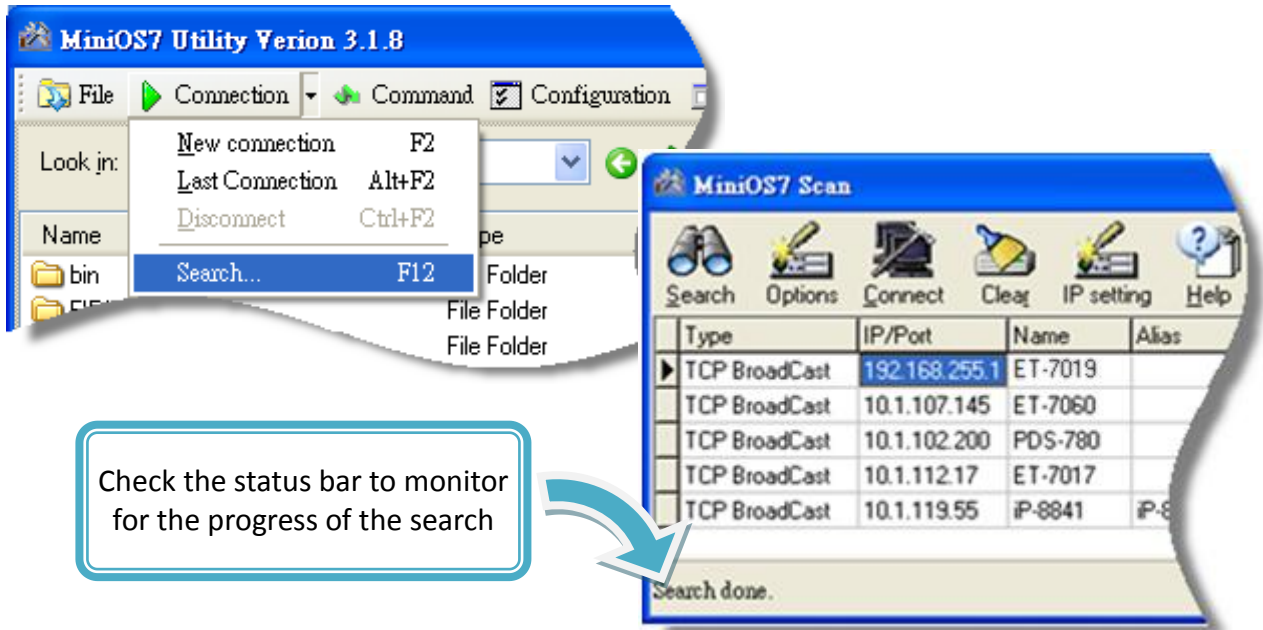 MiniOS7 Utility Verion 3.1.8
File Connection Command Configuration
New connection F2
Last Connection Alt+F2
Disconnect Ctrl+F2
Search... F12
Look in:
Name
bin Folder
File Folder
File Folder
MiniOS7 Scan
Search Options Connect Clear IP setting Help
Type IP/Port Name Alias
TCP BroadCast 192.168.255.1 ET-7019
TCP BroadCast 10.1.107.145 ET-7060
TCP BroadCast 10.1.102.200 PDS-780
TCP BroadCast 10.1.112.17 ET-7017
TCP BroadCast 10.1.119.55 iP-8841 iP-8
Search done.
Check the status bar to monitor
for the progress of the search